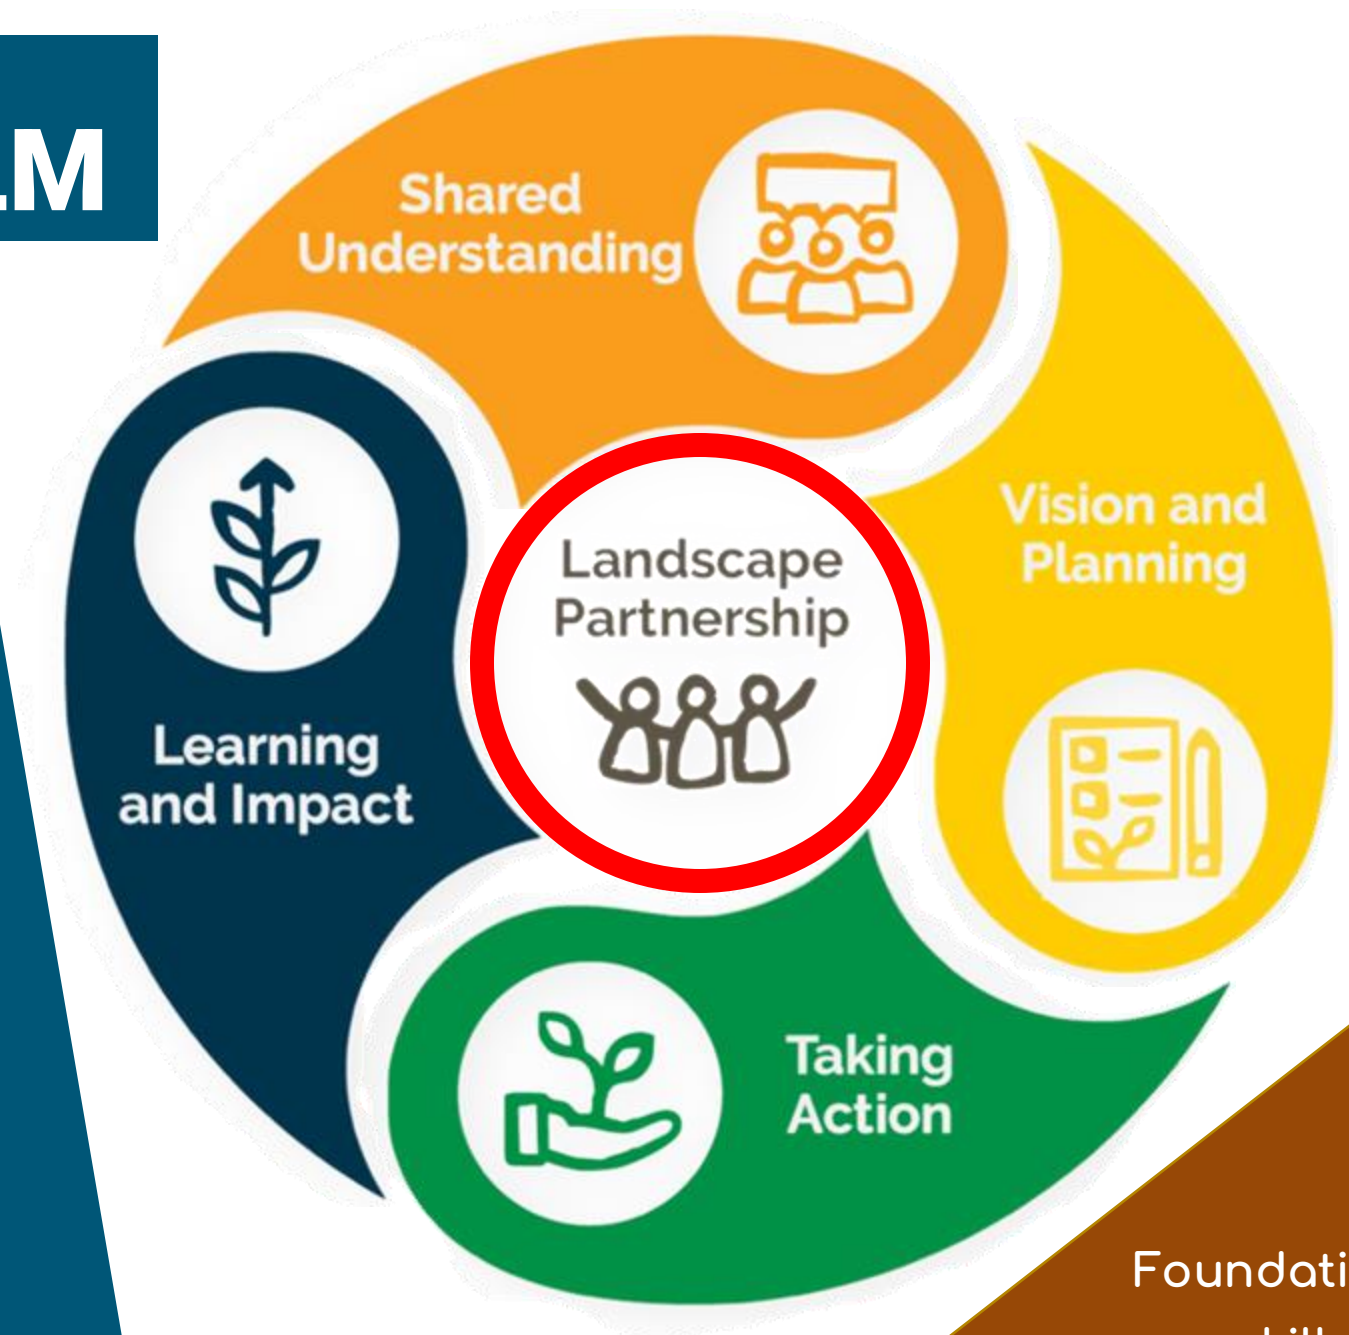 LM
Shared
Understanding
Vision and
Planning
Landscape
Partnership
Learning
and Impact
Taking
Action
Foundati